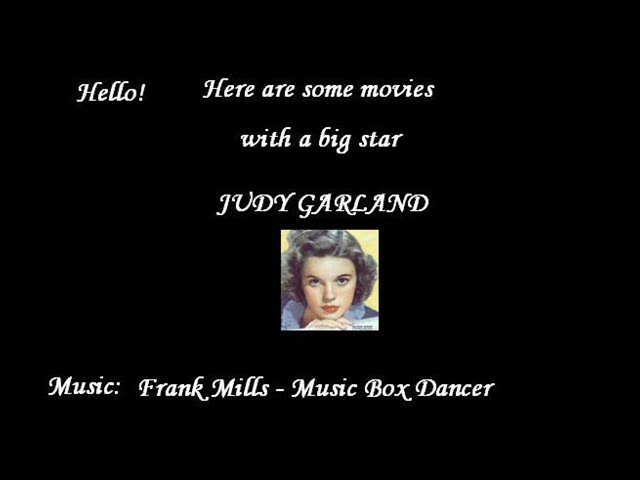 Hello! Here are some movies
with a big star
JUDY GARLAND
Music: Frank Mills - Music Box Dancer